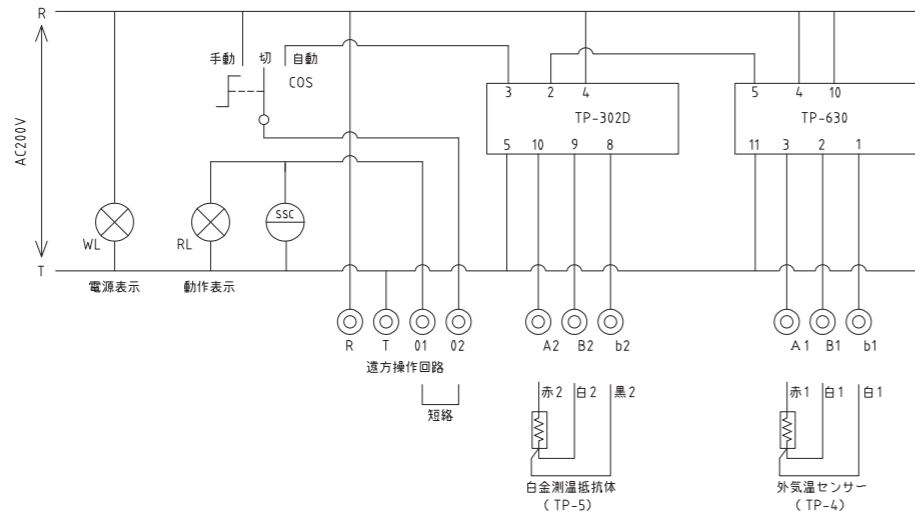 R
手動 切 自動
COS
3 2 4
TP-302D
5 10 9 8
5 4 10
TP-630
11 3 2 1
AC200V
WL
RL
SSC
T
電源表示
動作表示
R T 01 02
遠方操作回路
短絡
A2 B2 b2
赤2 白2 黒2
白金測温抵抗体
(TP-5)
A1 B1 b1
赤1 白1 白1
外気温センサー
(TP-4)